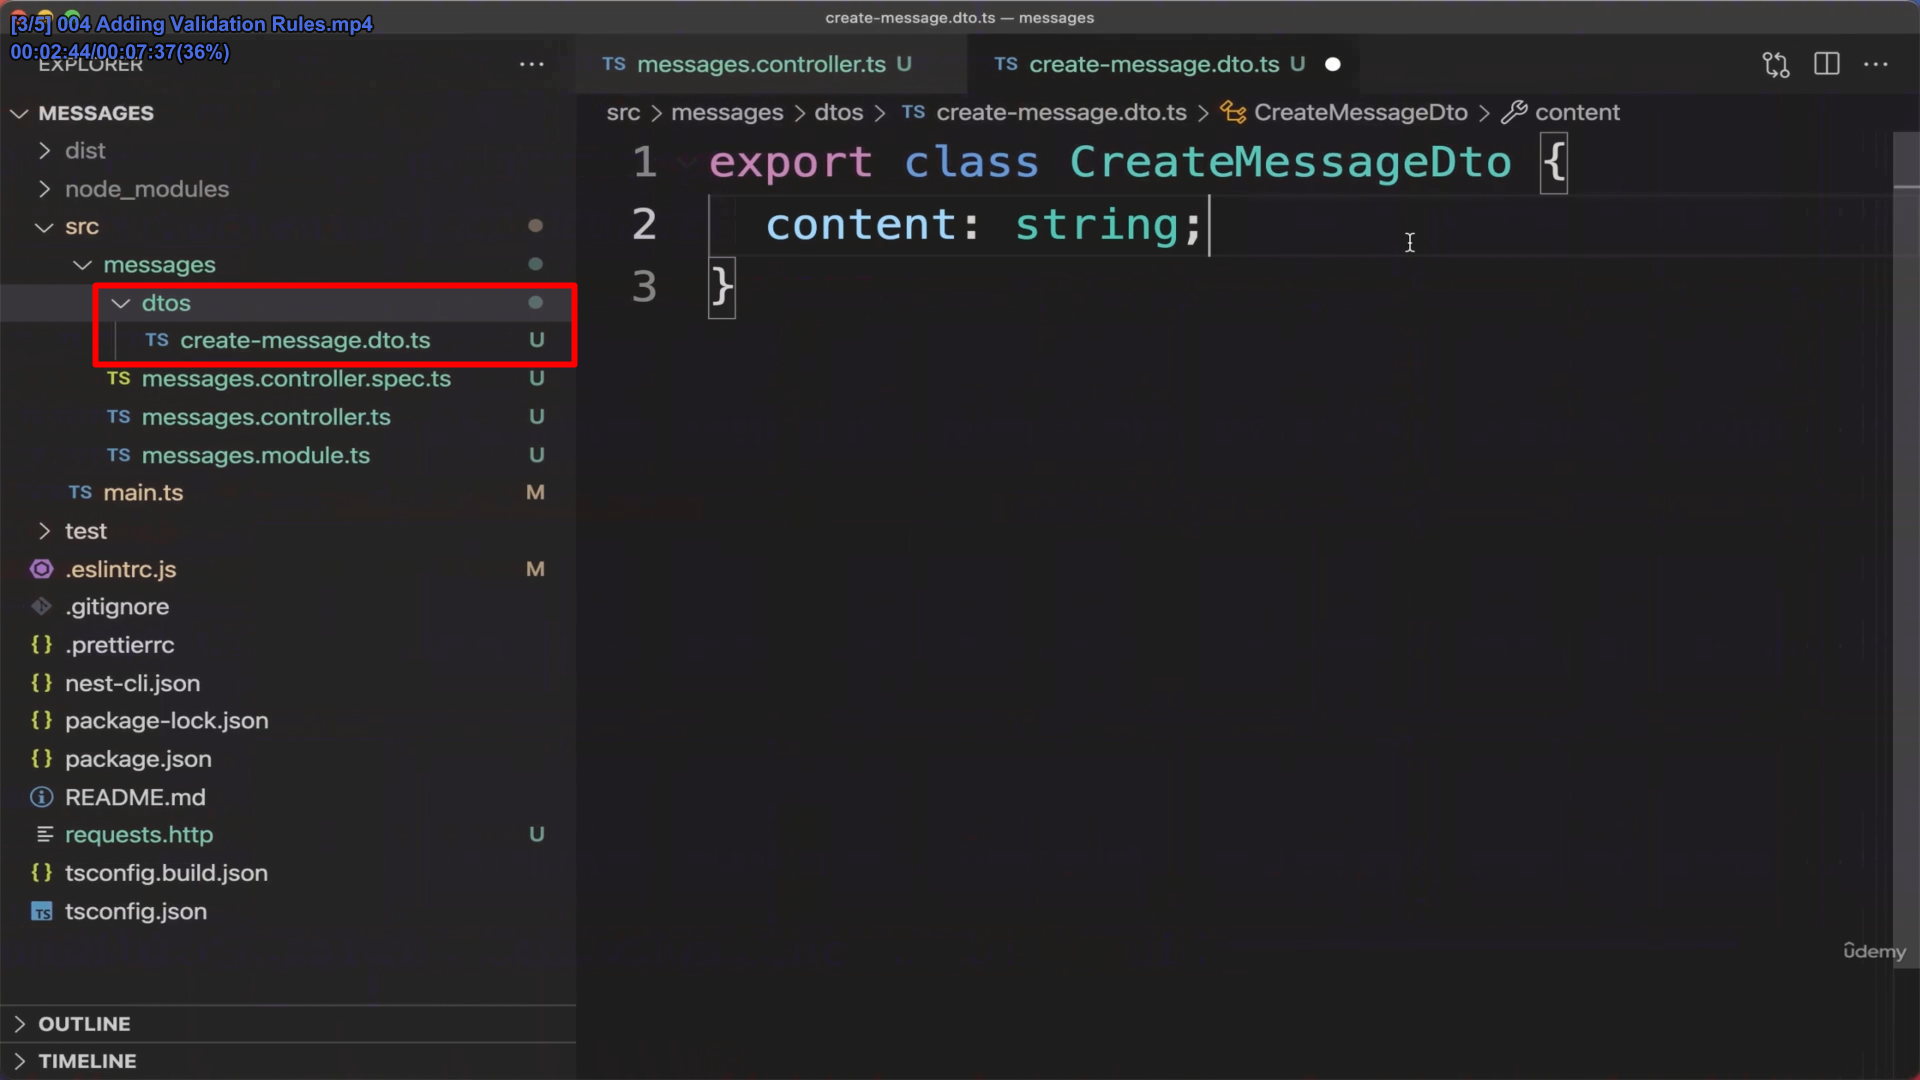 create-message.dto.ts — messages
[3/5] 004 Adding Validation Rules.mp4
00:02:44/00:07:37(36%)
EXPLORER
MESSAGES
dist
node_modules
src
messages
dtos
TS create-message.dto.ts U
TS messages.controller.spec.ts U
TS messages.controller.ts U
TS messages.module.ts U
TS main.ts M
test
.eslintrc.js M
.gitignore
{} .prettierrc
{} nest-cli.json
{} package-lock.json
{} package.json
README.md
requests.http U
{} tsconfig.build.json
TS tsconfig.json
OUTLINE
TIMELINE
TS messages.controller.ts U
TS create-message.dto.ts U
src > messages > dtos > TS create-message.dto.ts > CreateMessageDto > content
1 export class CreateMessageDto {
2 content: string;
3 }
ûdemy